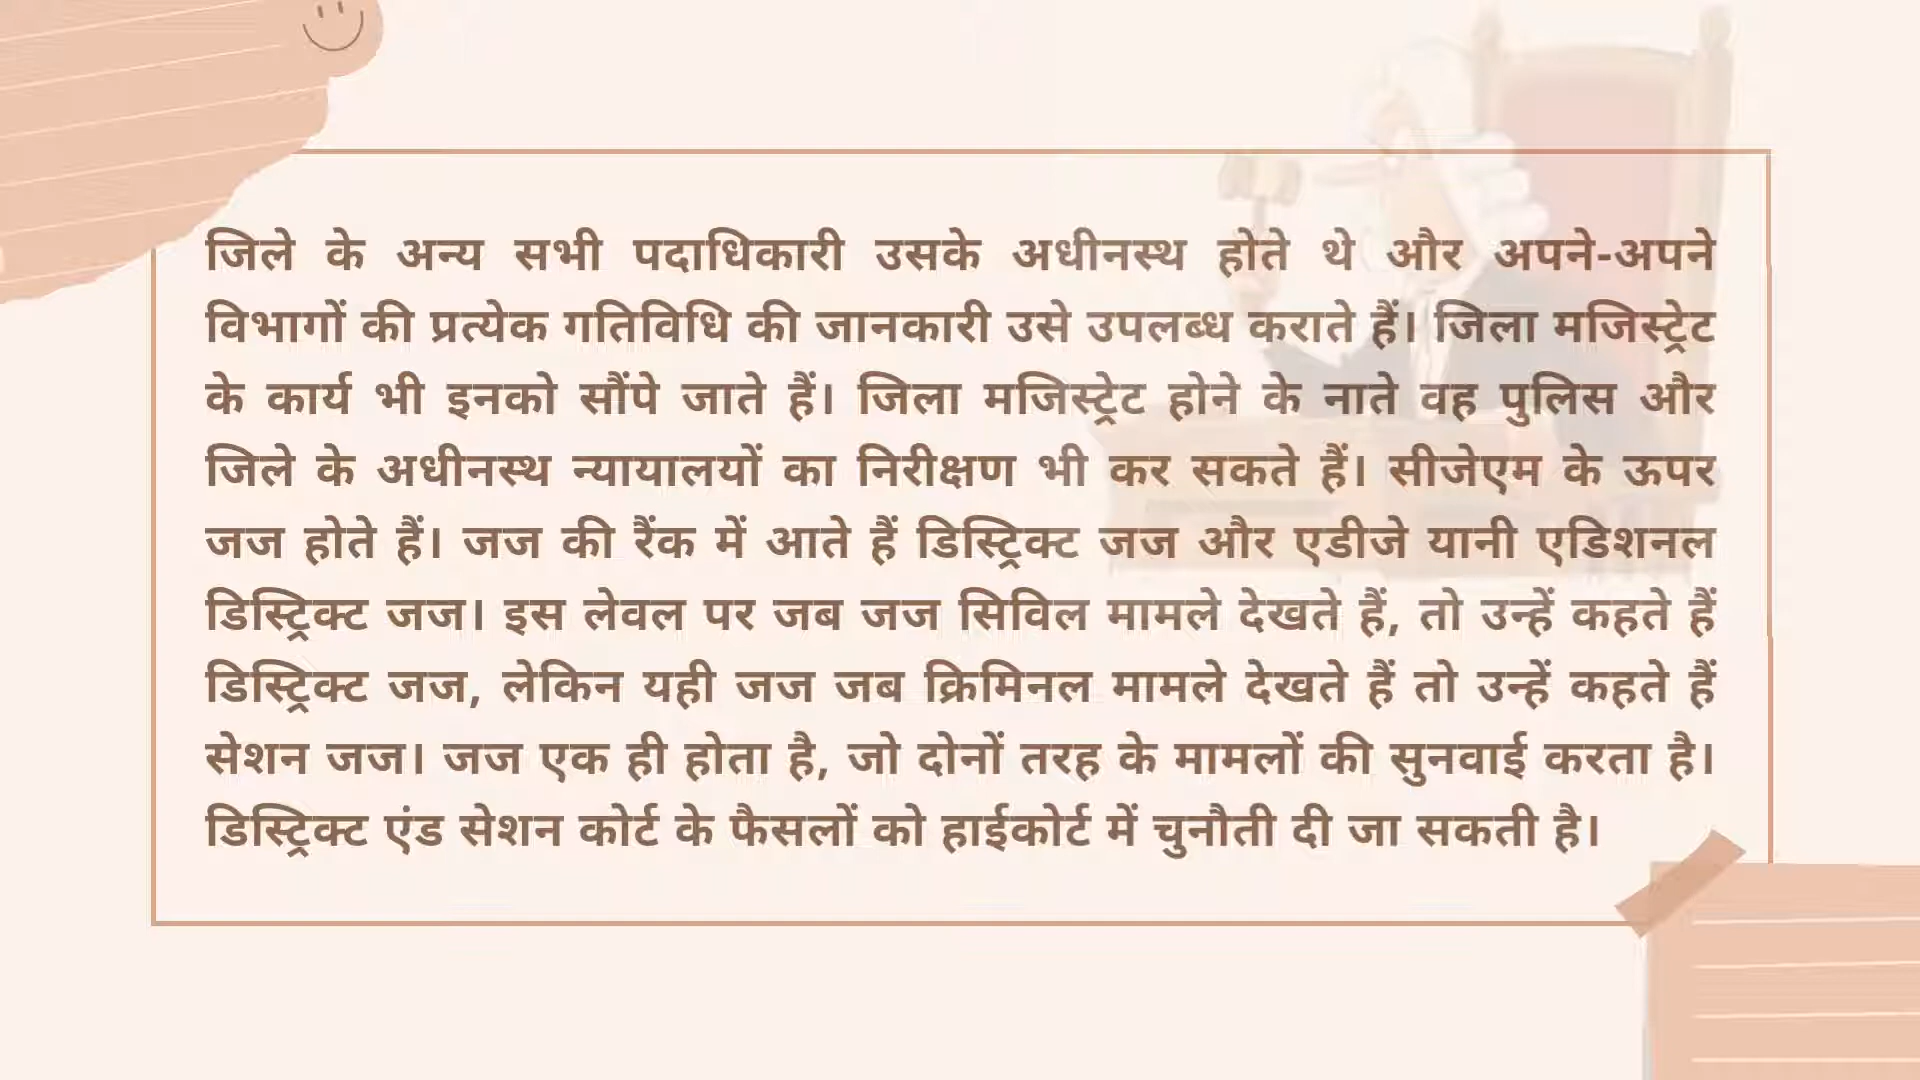 जिले के अन्य सभी पदाधिकारी उसके अधीनस्थ होते थे और अपने-अपने
विभागों की प्रत्येक गतिविधि की जानकारी उसे उपलब्ध कराते हैं। जिला मजिस्ट्रेट
के कार्य भी इनको सौंपे जाते हैं। जिला मजिस्ट्रेट होने के नाते वह पुलिस और
जिले के अधीनस्थ न्यायालयों का निरीक्षण भी कर सकते हैं। सीजेएम के ऊपर
जज होते हैं। जज की रैंक में आते हैं डिस्ट्रिक्ट जज और एडीजे यानी एडिशनल
डिस्ट्रिक्ट जज। इस लेवल पर जब जज सिविल मामले देखते हैं, तो उन्हें कहते हैं
डिस्ट्रिक्ट जज, लेकिन यही जज जब क्रिमिनल मामले देखते हैं तो उन्हें कहते हैं
सेशन जज। जज एक ही होता है, जो दोनों तरह के मामलों की सुनवाई करता है।
डिस्ट्रिक्ट एंड सेशन कोर्ट के फैसलों को हाईकोर्ट में चुनौती दी जा सकती है।